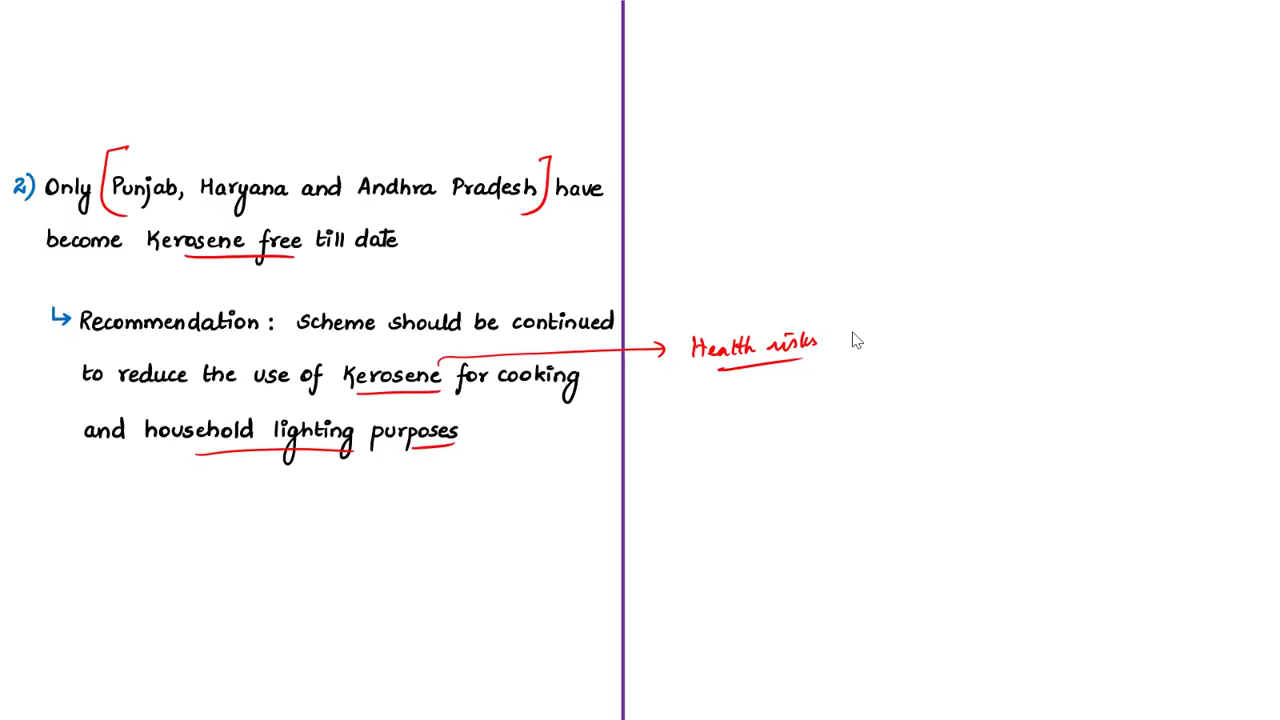 2) Only [Punjab, Haryana and Andhra Pradesh] have
become Kerosene free till date
↳ Recommendation: Scheme should be continued
to reduce the use of Kerosene for cooking
and household lighting purposes
Health risks